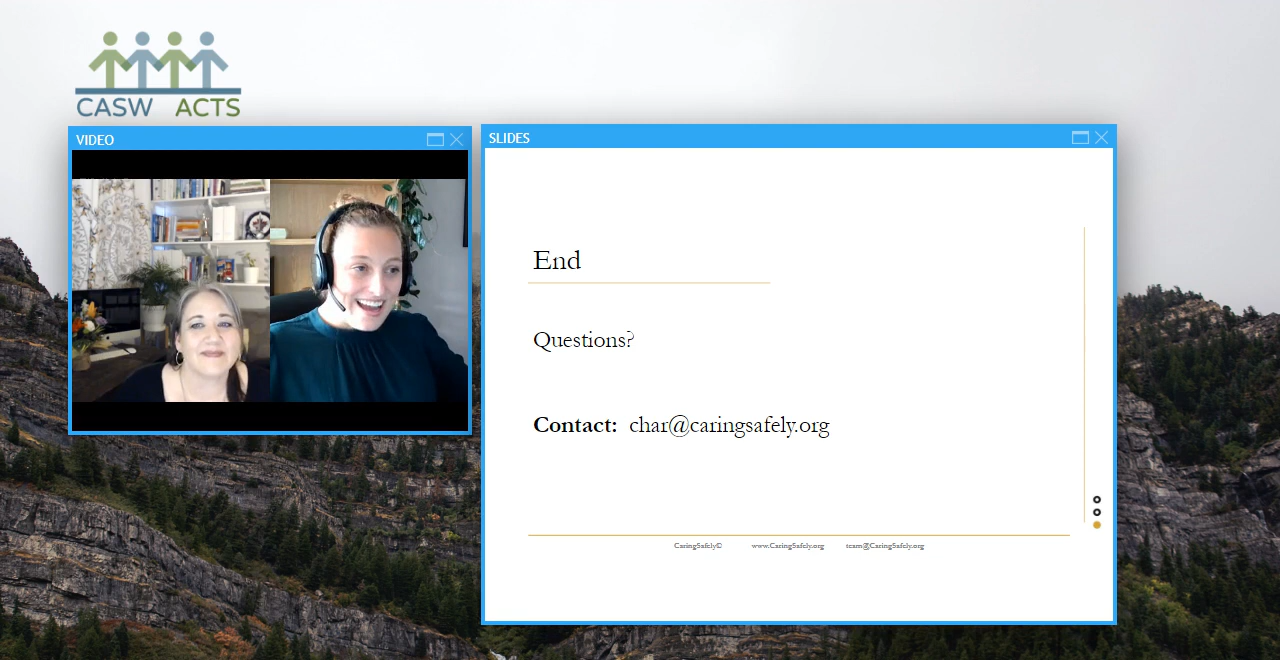 CASW ACTS
VIDEO
SLIDES
End
Questions?
Contact: char@caringsafely.org
CaringSafely© www.CaringSafely.org team@CaringSafely.org